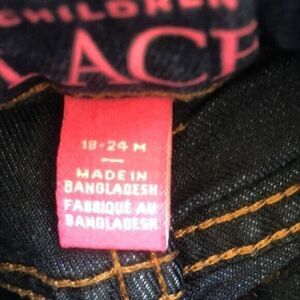 CHILDREN
LACE
18-24 M
MADE IN
BANGLADESH
FABRIQUÉ AU
BANGLADESH